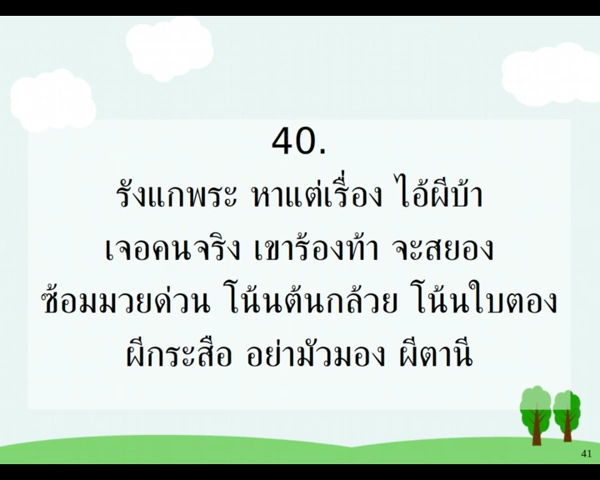 40.
รังแกพระ หาแต่เรื่อง ไอ้ผีบ้า
เจอคนจริง เขาร้องท้า จะสยอง
ซ้อมมวยด่วน โน้นต้นกล้วย โน้นใบตอง
ผีกระสือ อย่ามัวมอง ผีตานี
41